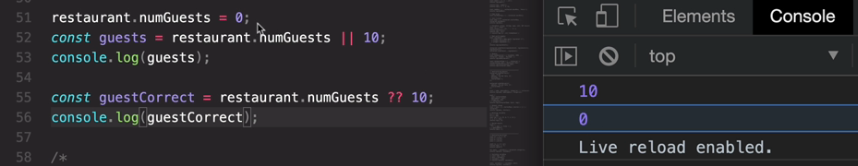 51 restaurant.numGuests = 0;
52 const guests = restaurant.numGuests || 10;
53 console.log(guests);
54
55 const guestCorrect = restaurant.numGuests ?? 10;
56 console.log(guestCorrect);
57
58 /*
Elements Console
top
10
0
Live reload enabled.